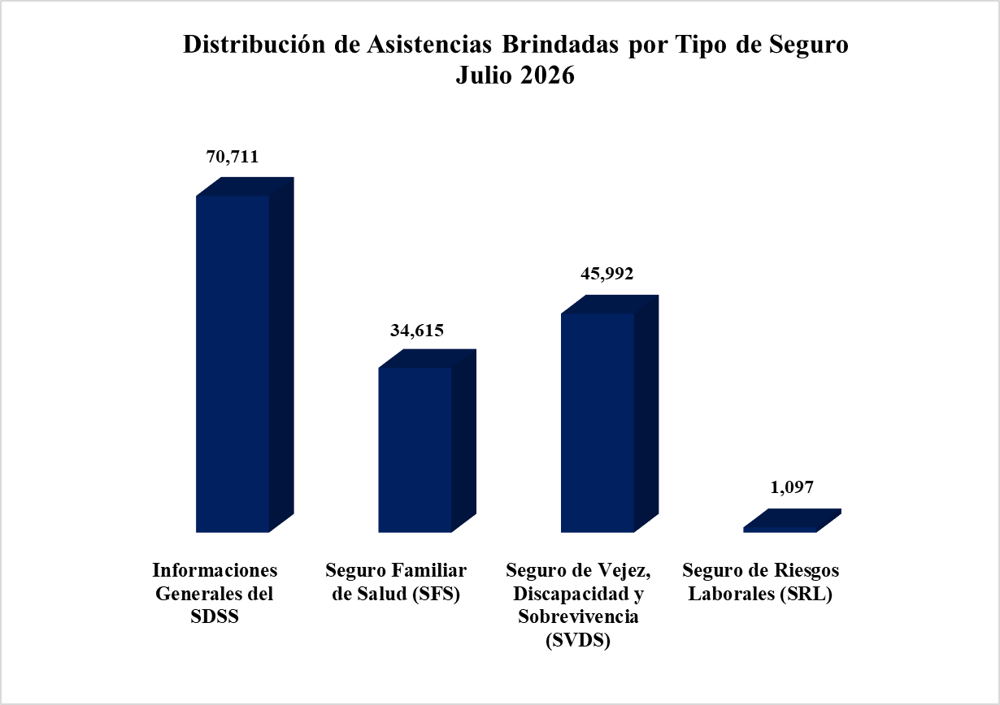 Distribución de Asistencias Brindadas por Tipo de Seguro
Julio 2026
70,711
34,615
45,992
1,097
Informaciones
Generales del
SDSS
Seguro Familiar
de Salud (SFS)
Seguro de Vejez,
Discapacidad y
Sobrevivencia
(SVDS)
Seguro de Riesgos
Laborales (SRL)